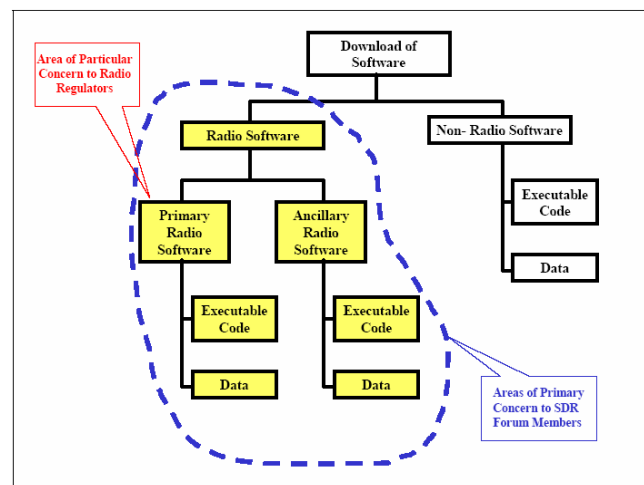 Area of Particular
Concern to Radio
Regulators
Download of
Software
Radio Software
Non- Radio Software
Primary
Radio
Software
Ancillary
Radio
Software
Executable
Code
Data
Executable
Code
Data
Executable
Code
Data
Areas of Primary
Concern to SDR
Forum Members